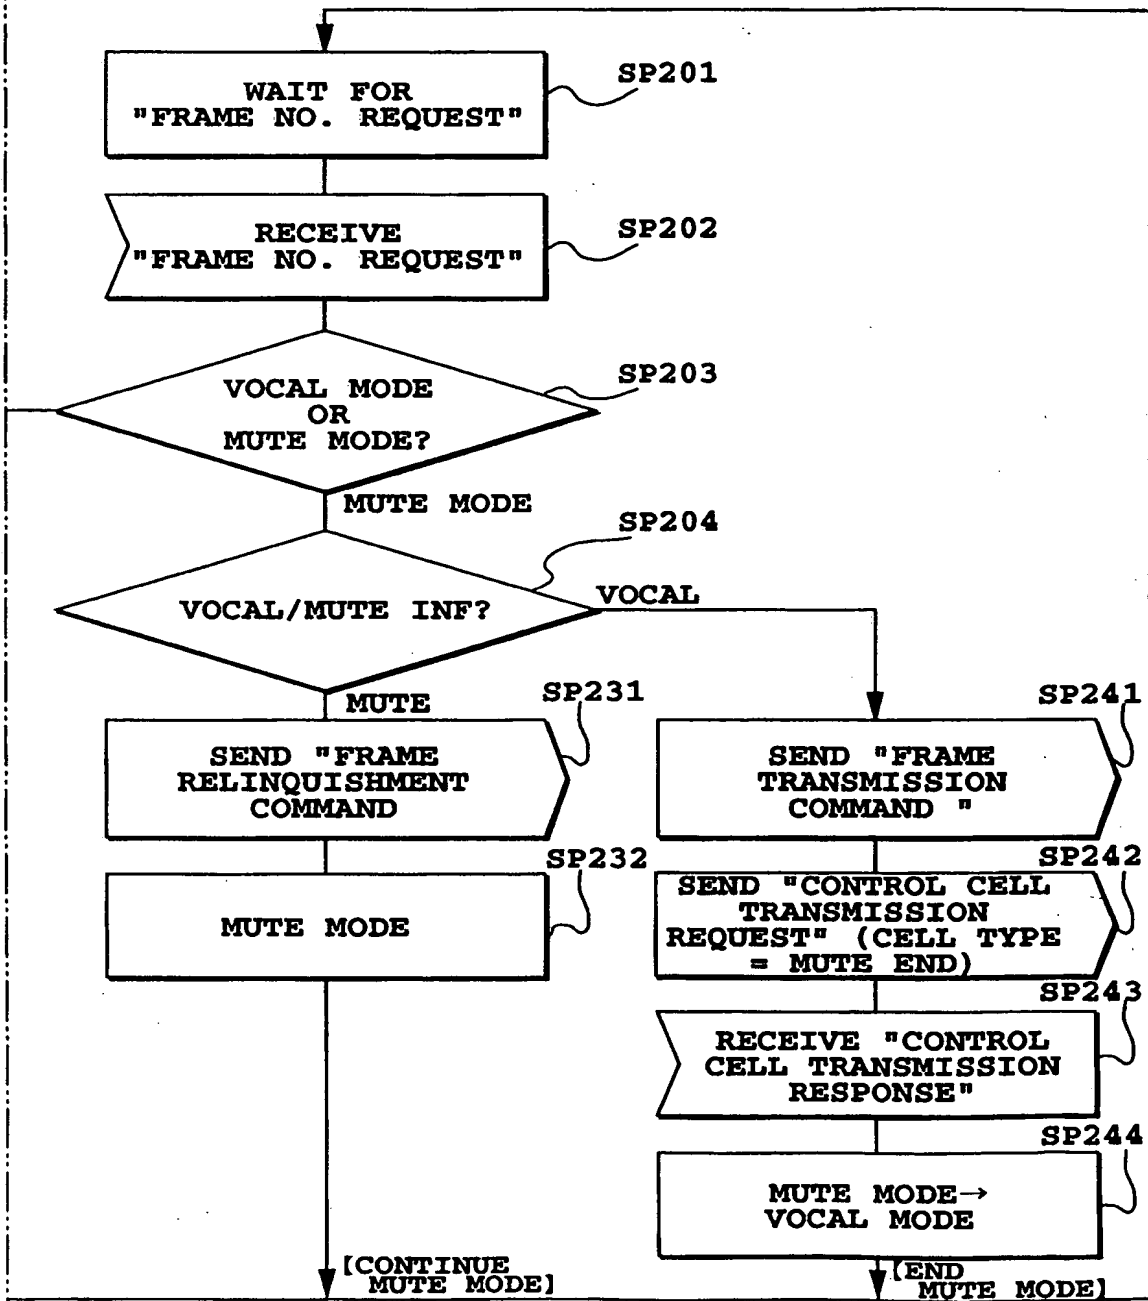 SP201
WAIT FOR
"FRAME NO. REQUEST"
SP202
RECEIVE
"FRAME NO. REQUEST"
SP203
VOCAL MODE
OR
MUTE MODE?
MUTE MODE
SP204
VOCAL/MUTE INF?
VOCAL
MUTE
SP231
SEND "FRAME
RELINQUISHMENT
COMMAND
SP241
SEND "FRAME
TRANSMISSION
COMMAND "
SP232
MUTE MODE
SP242
SEND "CONTROL CELL
TRANSMISSION
REQUEST" (CELL TYPE
= MUTE END)
SP243
RECEIVE "CONTROL
CELL TRANSMISSION
RESPONSE"
SP244
MUTE MODE→
VOCAL MODE
[CONTINUE
MUTE MODE]
[END
MUTE MODE]